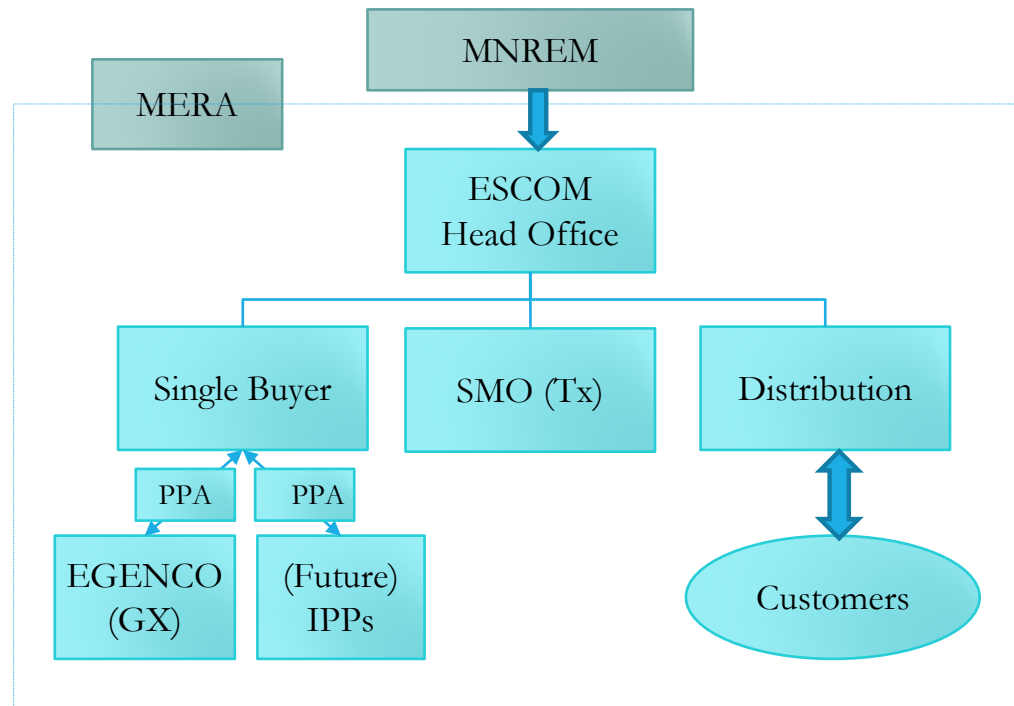 MNREM
MERA
ESCOM
Head Office
Single Buyer
SMO (Tx)
Distribution
PPA
PPA
EGENCO
(GX)
(Future)
IPPs
Customers